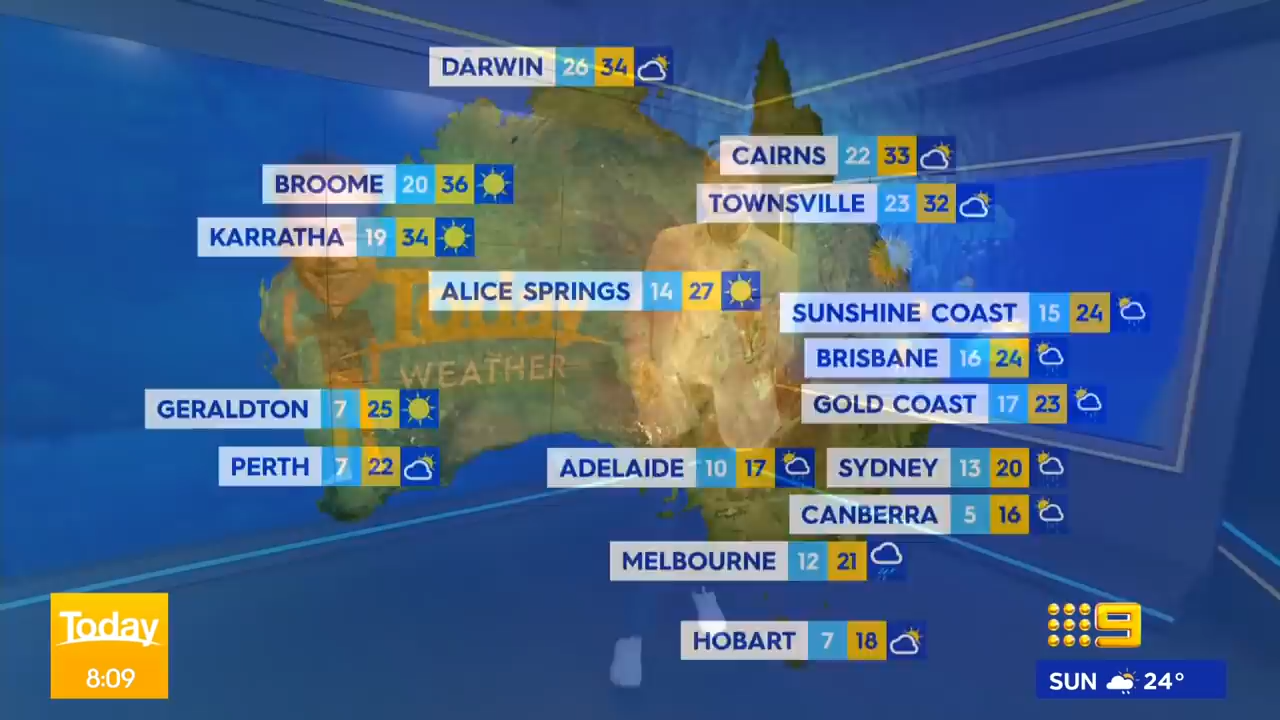 DARWIN 26 34
CAIRNS 22 33
BROOME 20 36
TOWNSVILLE 23 32
KARRATHA 19 34
ALICE SPRINGS 14 27
Today
WEATHER
SUNSHINE COAST 15 24
BRISBANE 16 24
GERALDTON 7 25
GOLD COAST 17 23
PERTH 7 22
ADELAIDE 10 17
SYDNEY 13 20
CANBERRA 5 16
MELBOURNE 12 21
HOBART 7 18
Today
8:09
9
SUN 24°